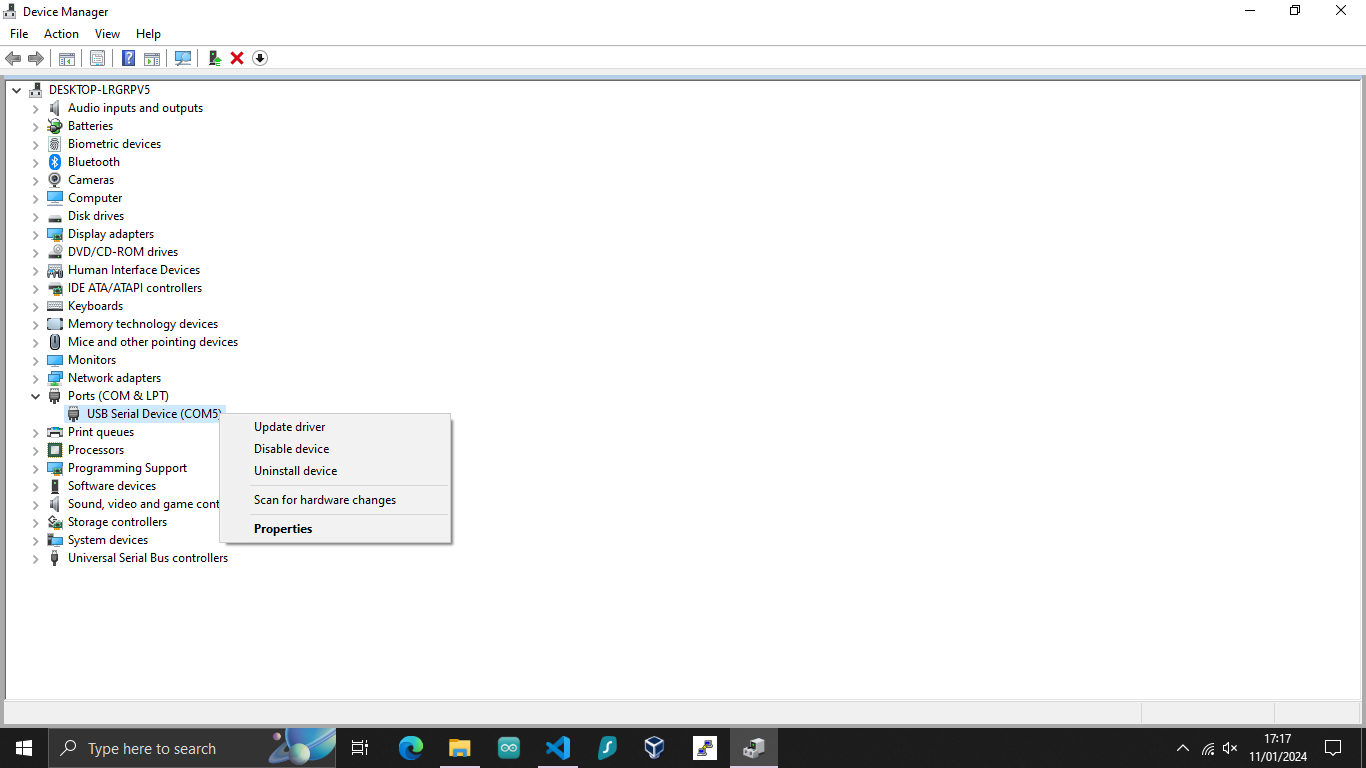 Device Manager
File Action View Help
DESKTOP-LRGRPV5
Audio inputs and outputs
Batteries
Biometric devices
Bluetooth
Cameras
Computer
Disk drives
Display adapters
DVD/CD-ROM drives
Human Interface Devices
IDE ATA/ATAPI controllers
Keyboards
Memory technology devices
Mice and other pointing devices
Monitors
Network adapters
Ports (COM & LPT)
USB Serial Device (COM5)
Print queues
Processors
Programming Support
Software devices
Sound, video and game cont
Storage controllers
System devices
Universal Serial Bus controllers
Update driver
Disable device
Uninstall device
Scan for hardware changes
Properties
Type here to search
17:17
11/01/2024